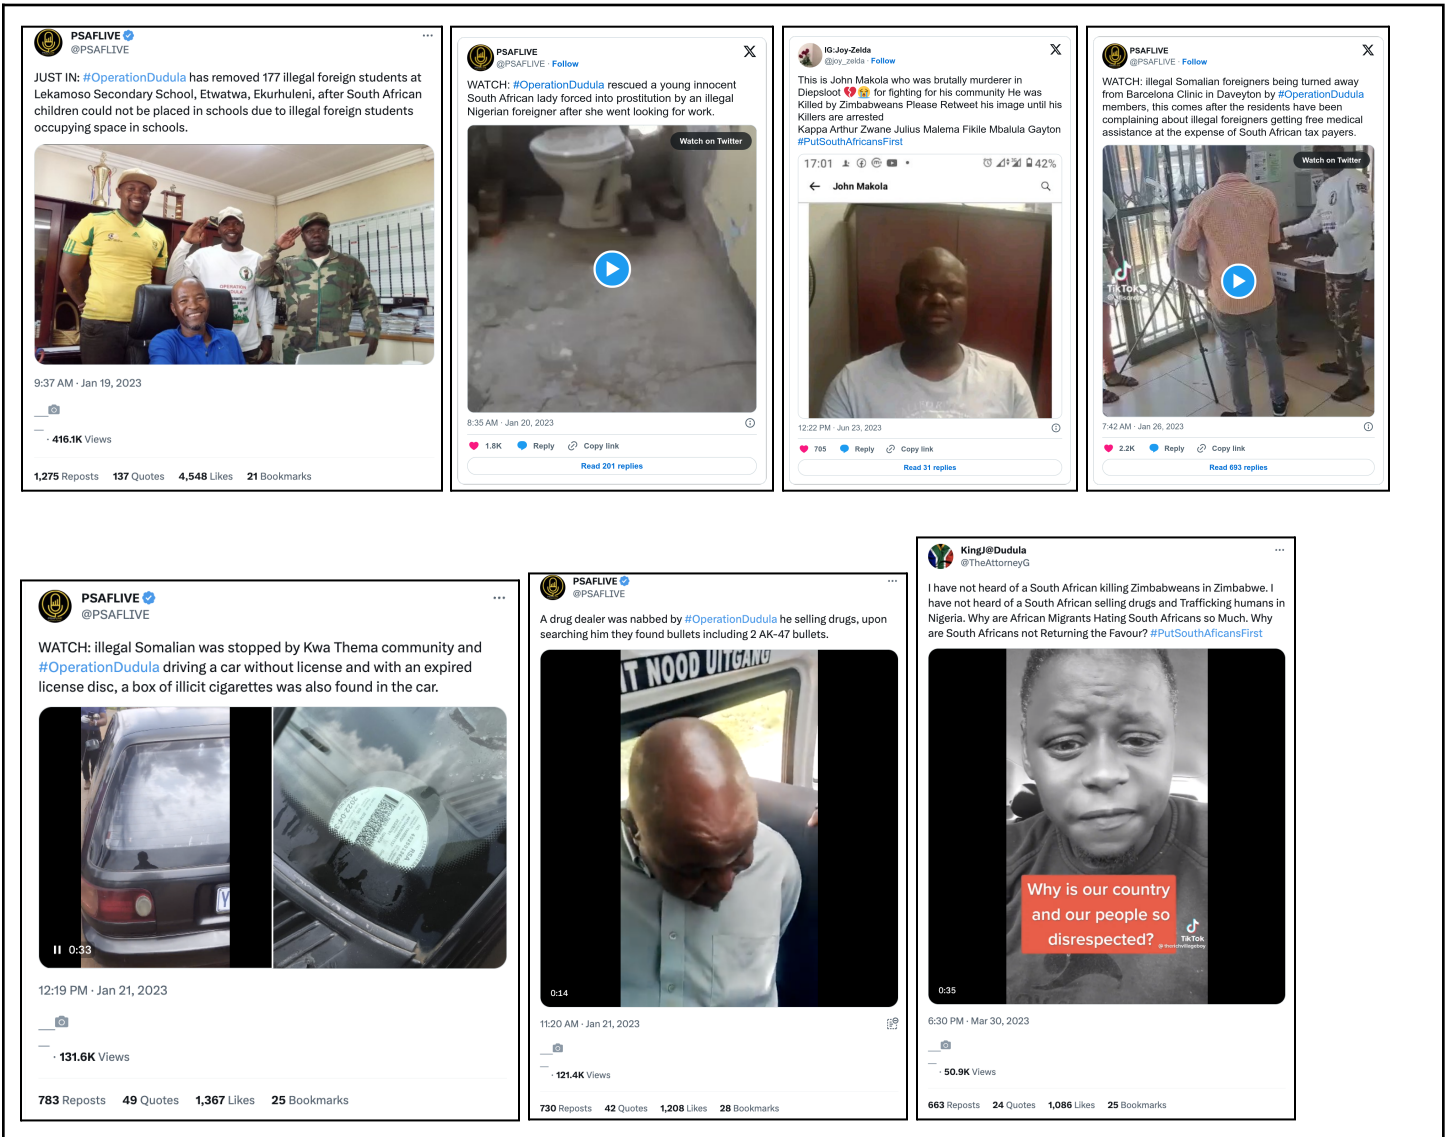 PSAFLIVE
@PSAFLIVE
JUST IN: #OperationDudula has removed 177 illegal foreign students at
Lekamoso Secondary School, Etwatwa, Ekurhuleni, after South African
children could not be placed in schools due to illegal foreign students
occupying space in schools.
OPERATION
DUDULA
9:37 AM · Jan 19, 2023
· 416.1K Views
1,275 Reposts 137 Quotes 4,548 Likes 21 Bookmarks
PSAFLIVE
@PSAFLIVE · Follow
WATCH: #OperationDudula rescued a young innocent
South African lady forced into prostitution by an illegal
Nigerian foreigner after she went looking for work.
Watch on Twitter
8:35 AM · Jan 20, 2023
1.8K Reply Copy link
Read 201 replies
IG:Joy-Zelda
@joy_zelda · Follow
This is John Makola who was brutally murderer in
Diepsloot 💔😭 for fighting for his community He was
Killed by Zimbabweans Please Retweet his image until his
Killers are arrested
Kappa Arthur Zwane Julius Malema Fikile Mbalula Gayton
#PutSouthAfricansFirst
17:01 42%
John Makola
12:22 PM · Jun 23, 2023
705 Reply Copy link
Read 31 replies
PSAFLIVE
@PSAFLIVE · Follow
WATCH: illegal Somalian foreigners being turned away
from Barcelona Clinic in Daveyton by #OperationDudula
members, this comes after the residents have been
complaining about illegal foreigners getting free medical
assistance at the expense of South African tax payers.
Watch on Twitter
TikTok
7:42 AM · Jan 26, 2023
2.2K Reply Copy link
Read 693 replies
PSAFLIVE
@PSAFLIVE
WATCH: illegal Somalian was stopped by Kwa Thema community and
#OperationDudula driving a car without license and with an expired
license disc, a box of illicit cigarettes was also found in the car.
0:33
12:19 PM · Jan 21, 2023
· 131.6K Views
783 Reposts 49 Quotes 1,367 Likes 25 Bookmarks
PSAFLIVE
@PSAFLIVE
A drug dealer was nabbed by #OperationDudula he selling drugs, upon
searching him they found bullets including 2 AK-47 bullets.
IT NOOD UITGANG
0:14
11:20 AM · Jan 21, 2023
· 121.4K Views
730 Reposts 42 Quotes 1,208 Likes 28 Bookmarks
KingJ@Dudula
@TheAttorneyG
I have not heard of a South African killing Zimbabweans in Zimbabwe. I
have not heard of a South African selling drugs and Trafficking humans in
Nigeria. Why are African Migrants Hating South Africans so Much. Why
are South Africans not Returning the Favour? #PutSouthAficansFirst
Why is our country
and our people so
disrespected?
TikTok
0:35
6:30 PM · Mar 30, 2023
· 50.9K Views
663 Reposts 24 Quotes 1,086 Likes 25 Bookmarks